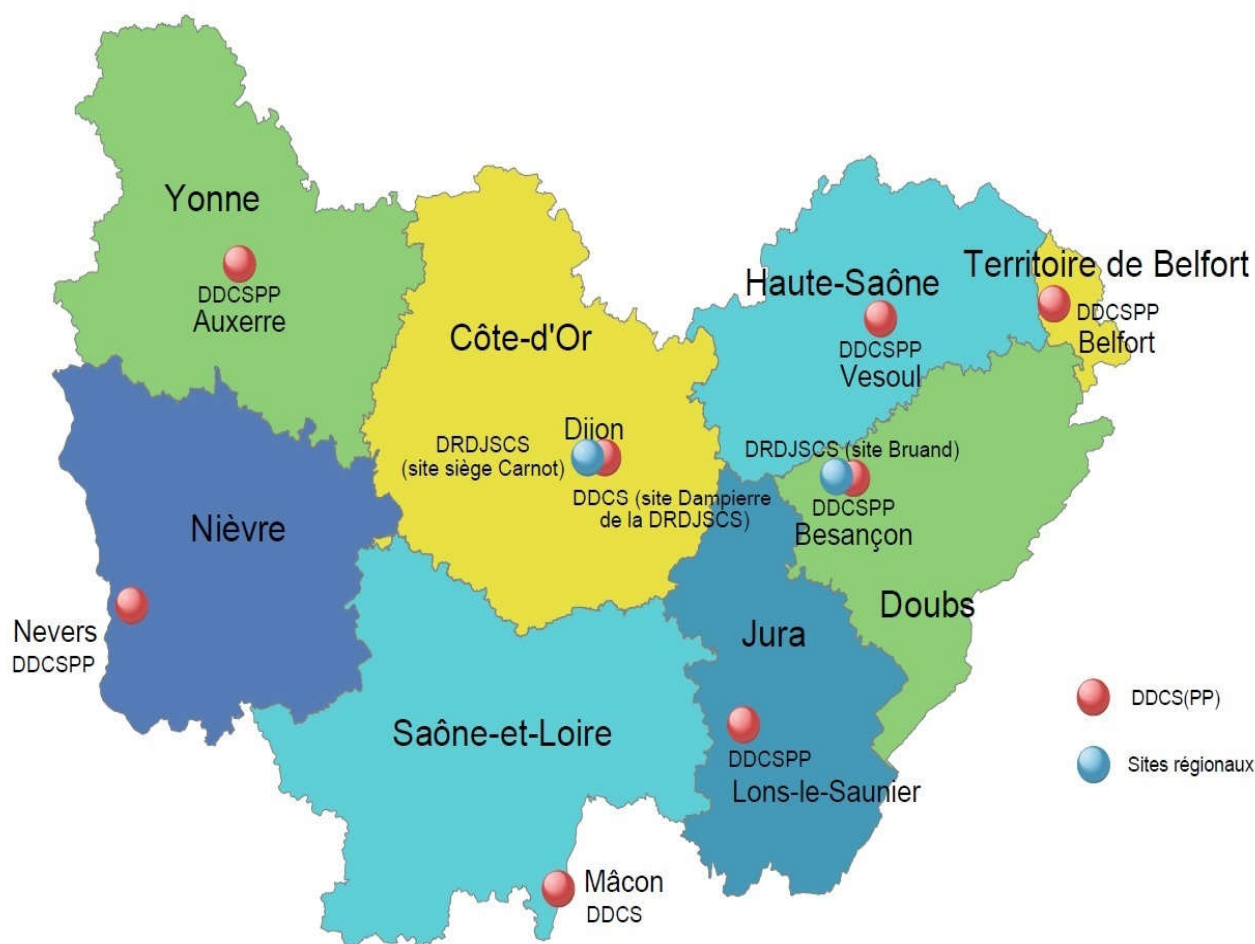 Yonne
DDCSPP
Auxerre
Côte-d'Or
Haute-Saône
DDCSPP
Vesoul
Territoire de Belfort
DDCSPP
Belfort
Dijon
DRDJSCS
(site siège Carnot)
DDCS (site Dampierre
de la DRDJSCS)
DRDJSCS (site Bruand)
DDCSPP
Besançon
Doubs
Nièvre
Nevers
DDCSPP
Jura
DDCSPP
Lons-le-Saunier
Saône-et-Loire
Mâcon
DDCS
DDCS(PP)
Sites régionaux